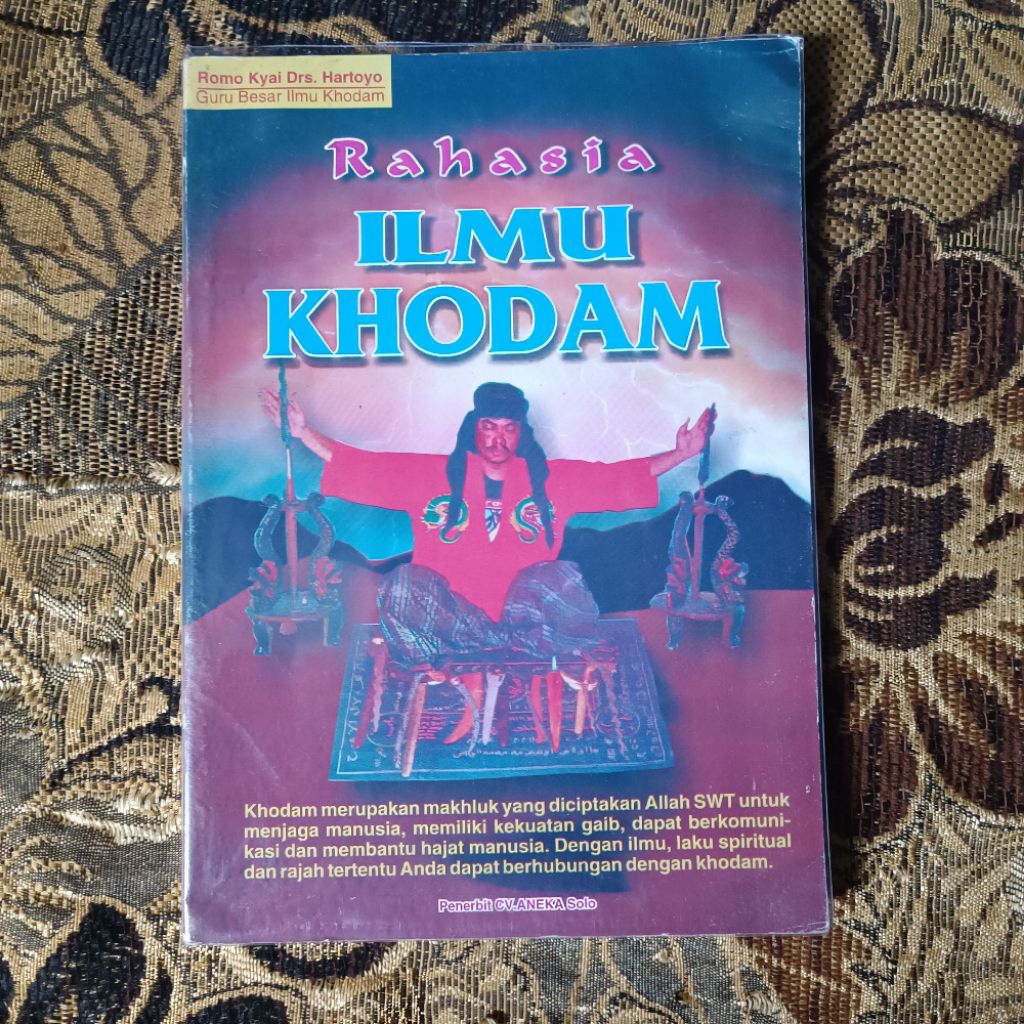 Romo Kyai Drs. Hartoyo
Guru Besar Ilmu Khodam
Rahasia
ILMU
KHODAM
Khodam merupakan makhluk yang diciptakan Allah SWT untuk
menjaga manusia, memiliki kekuatan gaib, dapat berkomuni-
kasi dan membantu hajat manusia. Dengan ilmu, laku spiritual
dan rajah tertentu Anda dapat berhubungan dengan khodam.
Penerbit CV.ANEKA Solo